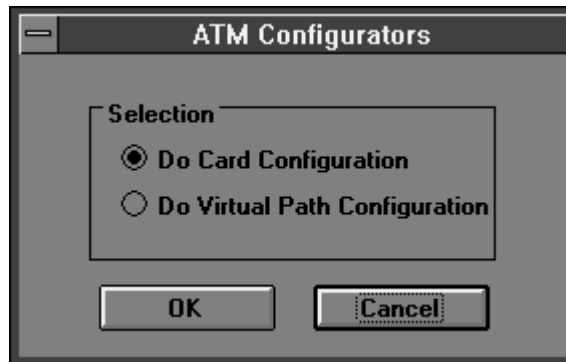 ATM Configurators
Selection
Do Card Configuration
Do Virtual Path Configuration
OK
Cancel